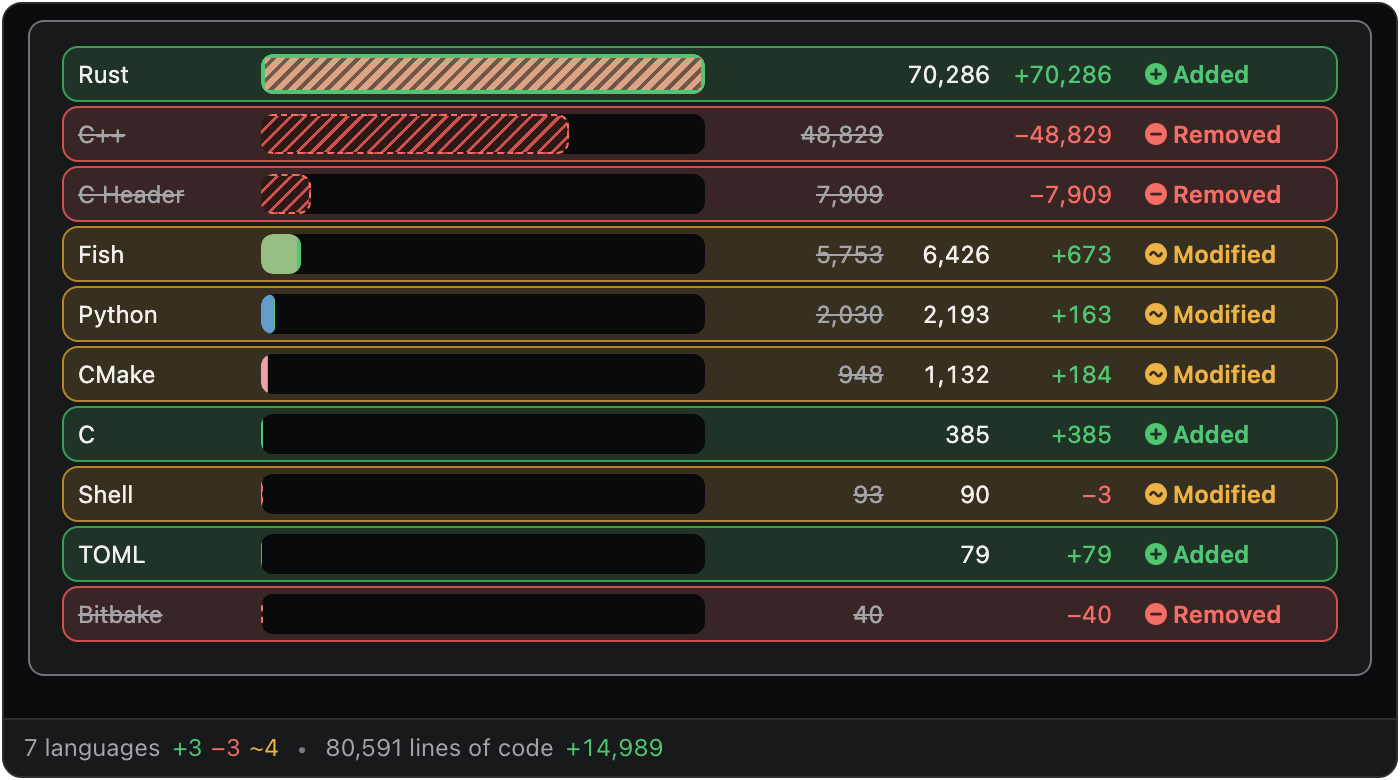 Rust 70,286 +70,286 Added
C++ 48,829 −48,829 Removed
C Header 7,909 −7,909 Removed
Fish 5,753 6,426 +673 Modified
Python 2,030 2,193 +163 Modified
CMake 948 1,132 +184 Modified
C 385 +385 Added
Shell 93 90 −3 Modified
TOML 79 +79 Added
Bitbake 40 −40 Removed
7 languages +3 −3 ~4 • 80,591 lines of code +14,989